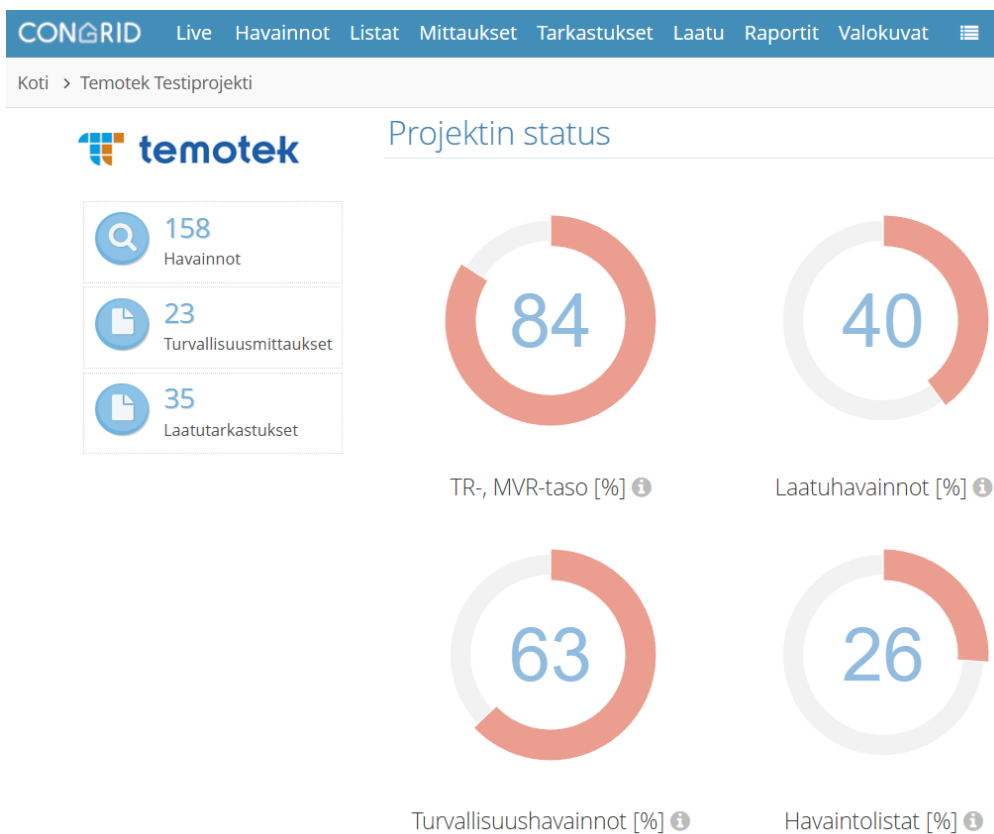 CONGRID Live Havainnot Listat Mittaukset Tarkastukset Laatu Raportit Valokuvat
Koti > Temotek Testiprojekti
temotek
Projektin status
158
Havainnot
23
Turvallisuusmittaukset
35
Laatutarkastukset
84
40
TR-, MVR-taso [%]
Laatuhavainnot [%]
63
26
Turvallisuushavainnot [%]
Havaintolistat [%]